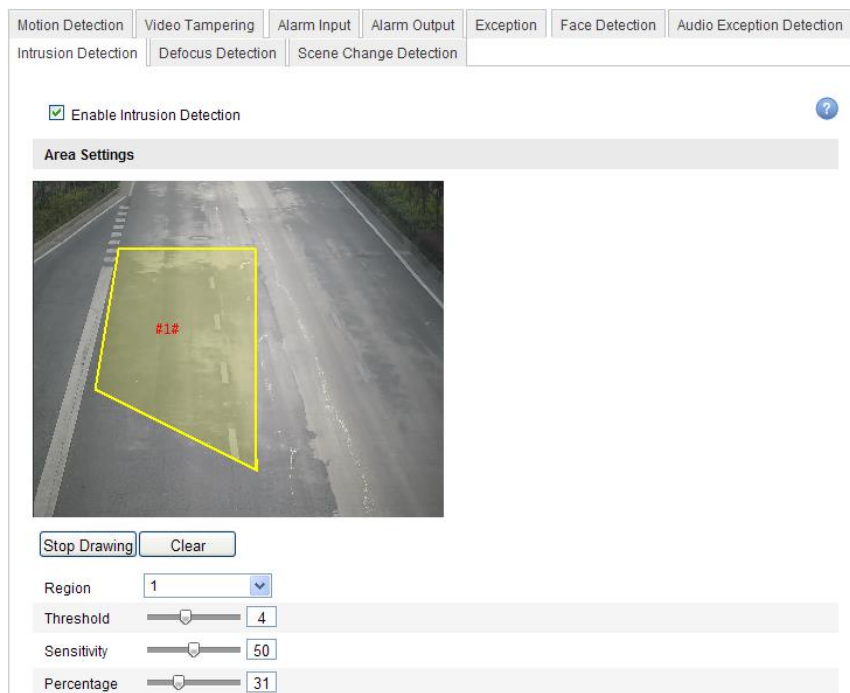 Motion Detection Video Tampering Alarm Input Alarm Output Exception Face Detection Audio Exception Detection
Intrusion Detection Defocus Detection Scene Change Detection
Enable Intrusion Detection ?
Area Settings
#1#
Stop Drawing Clear
Region 1
Threshold 4
Sensitivity 50
Percentage 31